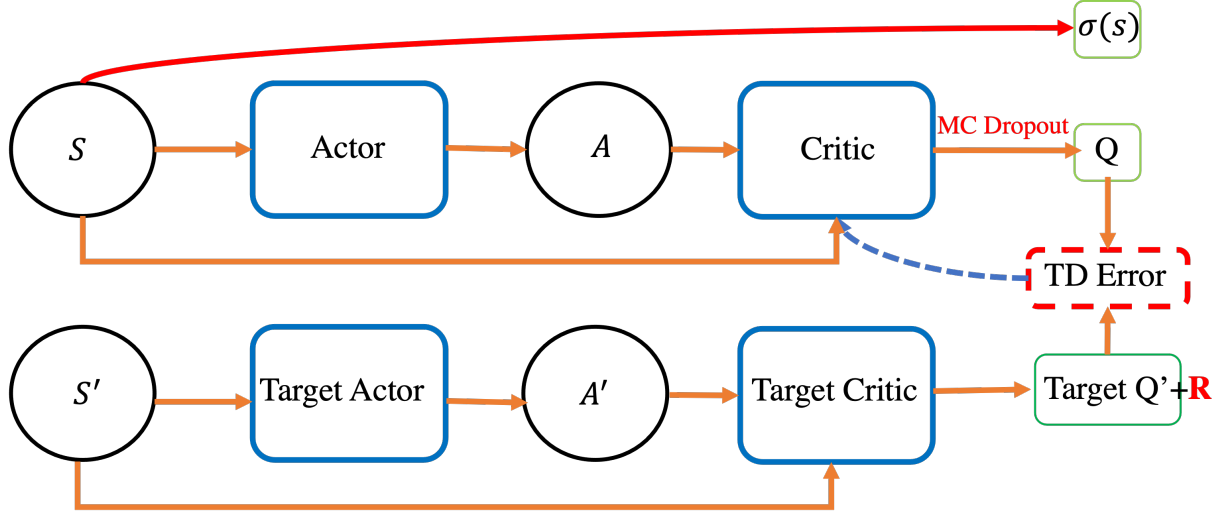 σ(s)
S
Actor
A
Critic
MC Dropout
Q
TD Error
S′
Target Actor
A′
Target Critic
Target Q’+R